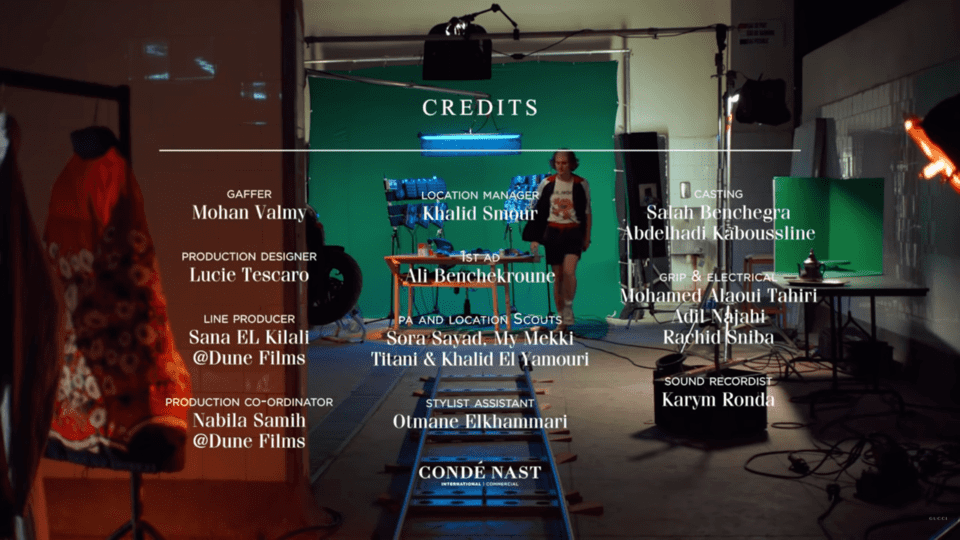 CREDITS
GAFFER
Mohan Valmy
PRODUCTION DESIGNER
Lucie Tescaro
LINE PRODUCER
Sana EL Kilali
@Dune Films
PRODUCTION CO-ORDINATOR
Nabila Samih
@Dune Films
LOCATION MANAGER
Khalid Smour
1ST AD
Ali Benchekroune
PA AND LOCATION SCOUTS
Sora Sayad, My Mekki
Titani & Khalid El Yamouri
STYLIST ASSISTANT
Otmane Elkhammari
CASTING
Salah Benchegra
Abdelhadi Kaboussline
GRIP & ELECTRICAL
Mohamed Alaoui Tahiri
Adil Najahi
Rachid Sniba
SOUND RECORDIST
Karym Ronda
CONDÉ NAST
INTERNATIONAL | COMMERCIAL
GUCCI